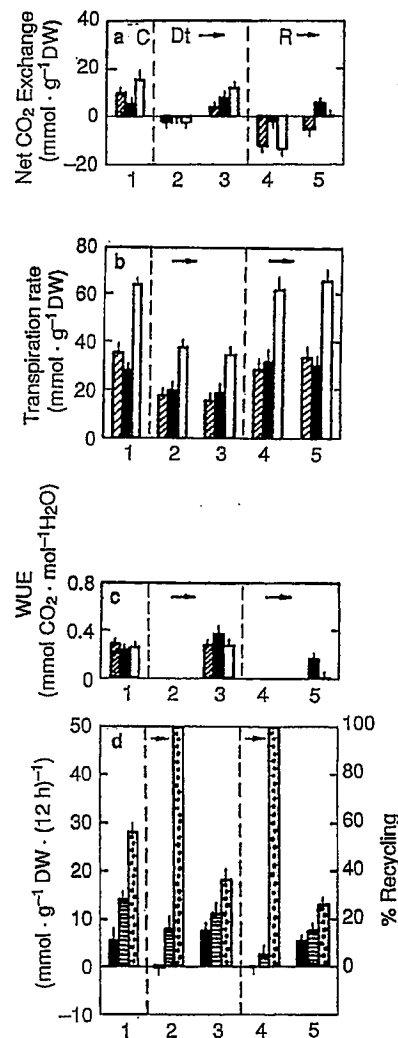 a C Dt → R →
Net CO2 Exchange
(mmol · g−1DW)
40
20
0
−20
1 2 3 4 5
b → →
Transpiration rate
(mmol · g−1DW)
80
60
40
20
0
1 2 3 4 5
c → →
WUE
(mmol CO2 · mol−1H2O)
0.8
0.4
0
1 2 3 4 5
d → →
(mmol · g−1 DW · (12 h)−1)
50
40
30
20
10
0
−10
% Recycling
100
80
60
40
20
0
1 2 3 4 5